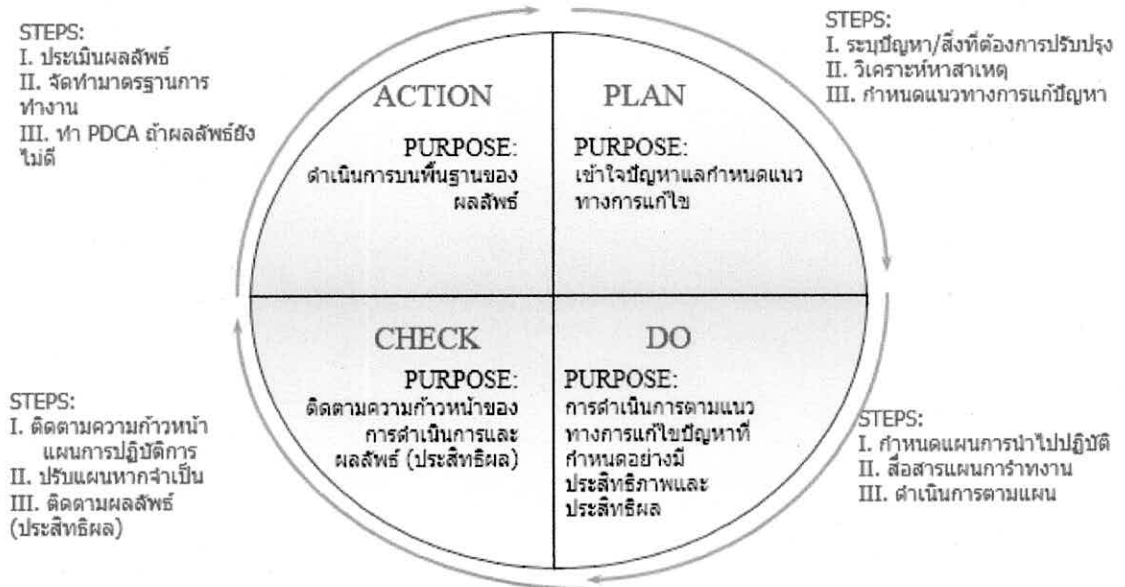 STEPS:
I. ระบุปัญหา/สิ่งที่ต้องการปรับปรุง
II. วิเคราะห์หาสาเหตุ
III. กำหนดแนวทางการแก้ปัญหา
PLAN
PURPOSE:
เข้าใจปัญหาแลกำหนดแนว
ทางการแก้ไข
DO
PURPOSE:
การดำเนินการตามแนว
ทางการแก้ไขปัญหาที่
กำหนดอย่างมี
ประสิทธิภาพและ
ประสิทธิผล
STEPS:
I. กำหนดแผนการนำไปปฏิบัติ
II. สื่อสารแผนการำทงาน
III. ดำเนินการตามแผน
CHECK
PURPOSE:
ติดตามความก้าวหน้าของ
การดำเนินการและ
ผลลัพธ์ (ประสิทธิผล)
STEPS:
I. ติดตามความก้าวหน้า
แผนการปฏิบัติการ
II. ปรับแผนหากจำเป็น
III. ติดตามผลลัพธ์
(ประสิทธิผล)
ACTION
PURPOSE:
ดำเนินการบนพื้นฐานของ
ผลลัพธ์
STEPS:
I. ประเมินผลลัพธ์
II. จัดทำมาตรฐานการ
ทำงาน
III. ทำ PDCA ถ้าผลลัพธ์ยัง
ไม่ดี